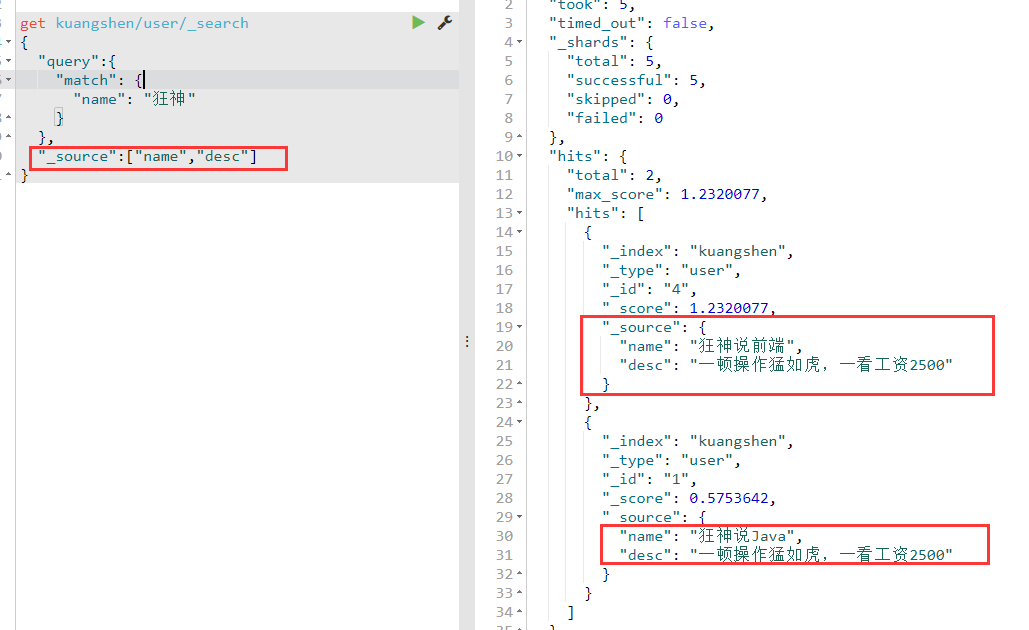 get kuangshen/user/_search
{
"query":{
"match": {
"name": "狂神"
}
},
"_source":["name","desc"]
}
2 "took": 5,
3 "timed_out": false,
4 "_shards": {
5 "total": 5,
6 "successful": 5,
7 "skipped": 0,
8 "failed": 0
9 },
10 "hits": {
11 "total": 2,
12 "max_score": 1.2320077,
13 "hits": [
14 {
15 "_index": "kuangshen",
16 "_type": "user",
17 "_id": "4",
18 "_score": 1.2320077,
19 "_source": {
20 "name": "狂神说前端",
21 "desc": "一顿操作猛如虎，一看工资2500"
22 }
23 },
24 {
25 "_index": "kuangshen",
26 "_type": "user",
27 "_id": "1",
28 "_score": 0.5753642,
29 "_source": {
30 "name": "狂神说Java",
31 "desc": "一顿操作猛如虎，一看工资2500"
32 }
33 }
34 ]